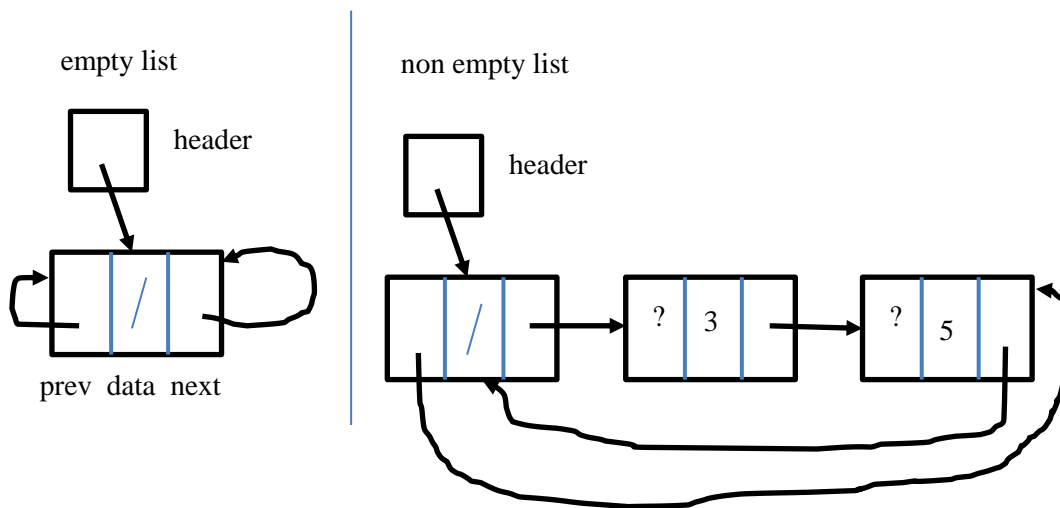 empty list
header
/
prev data next
non empty list
header
/
? 3
? 5